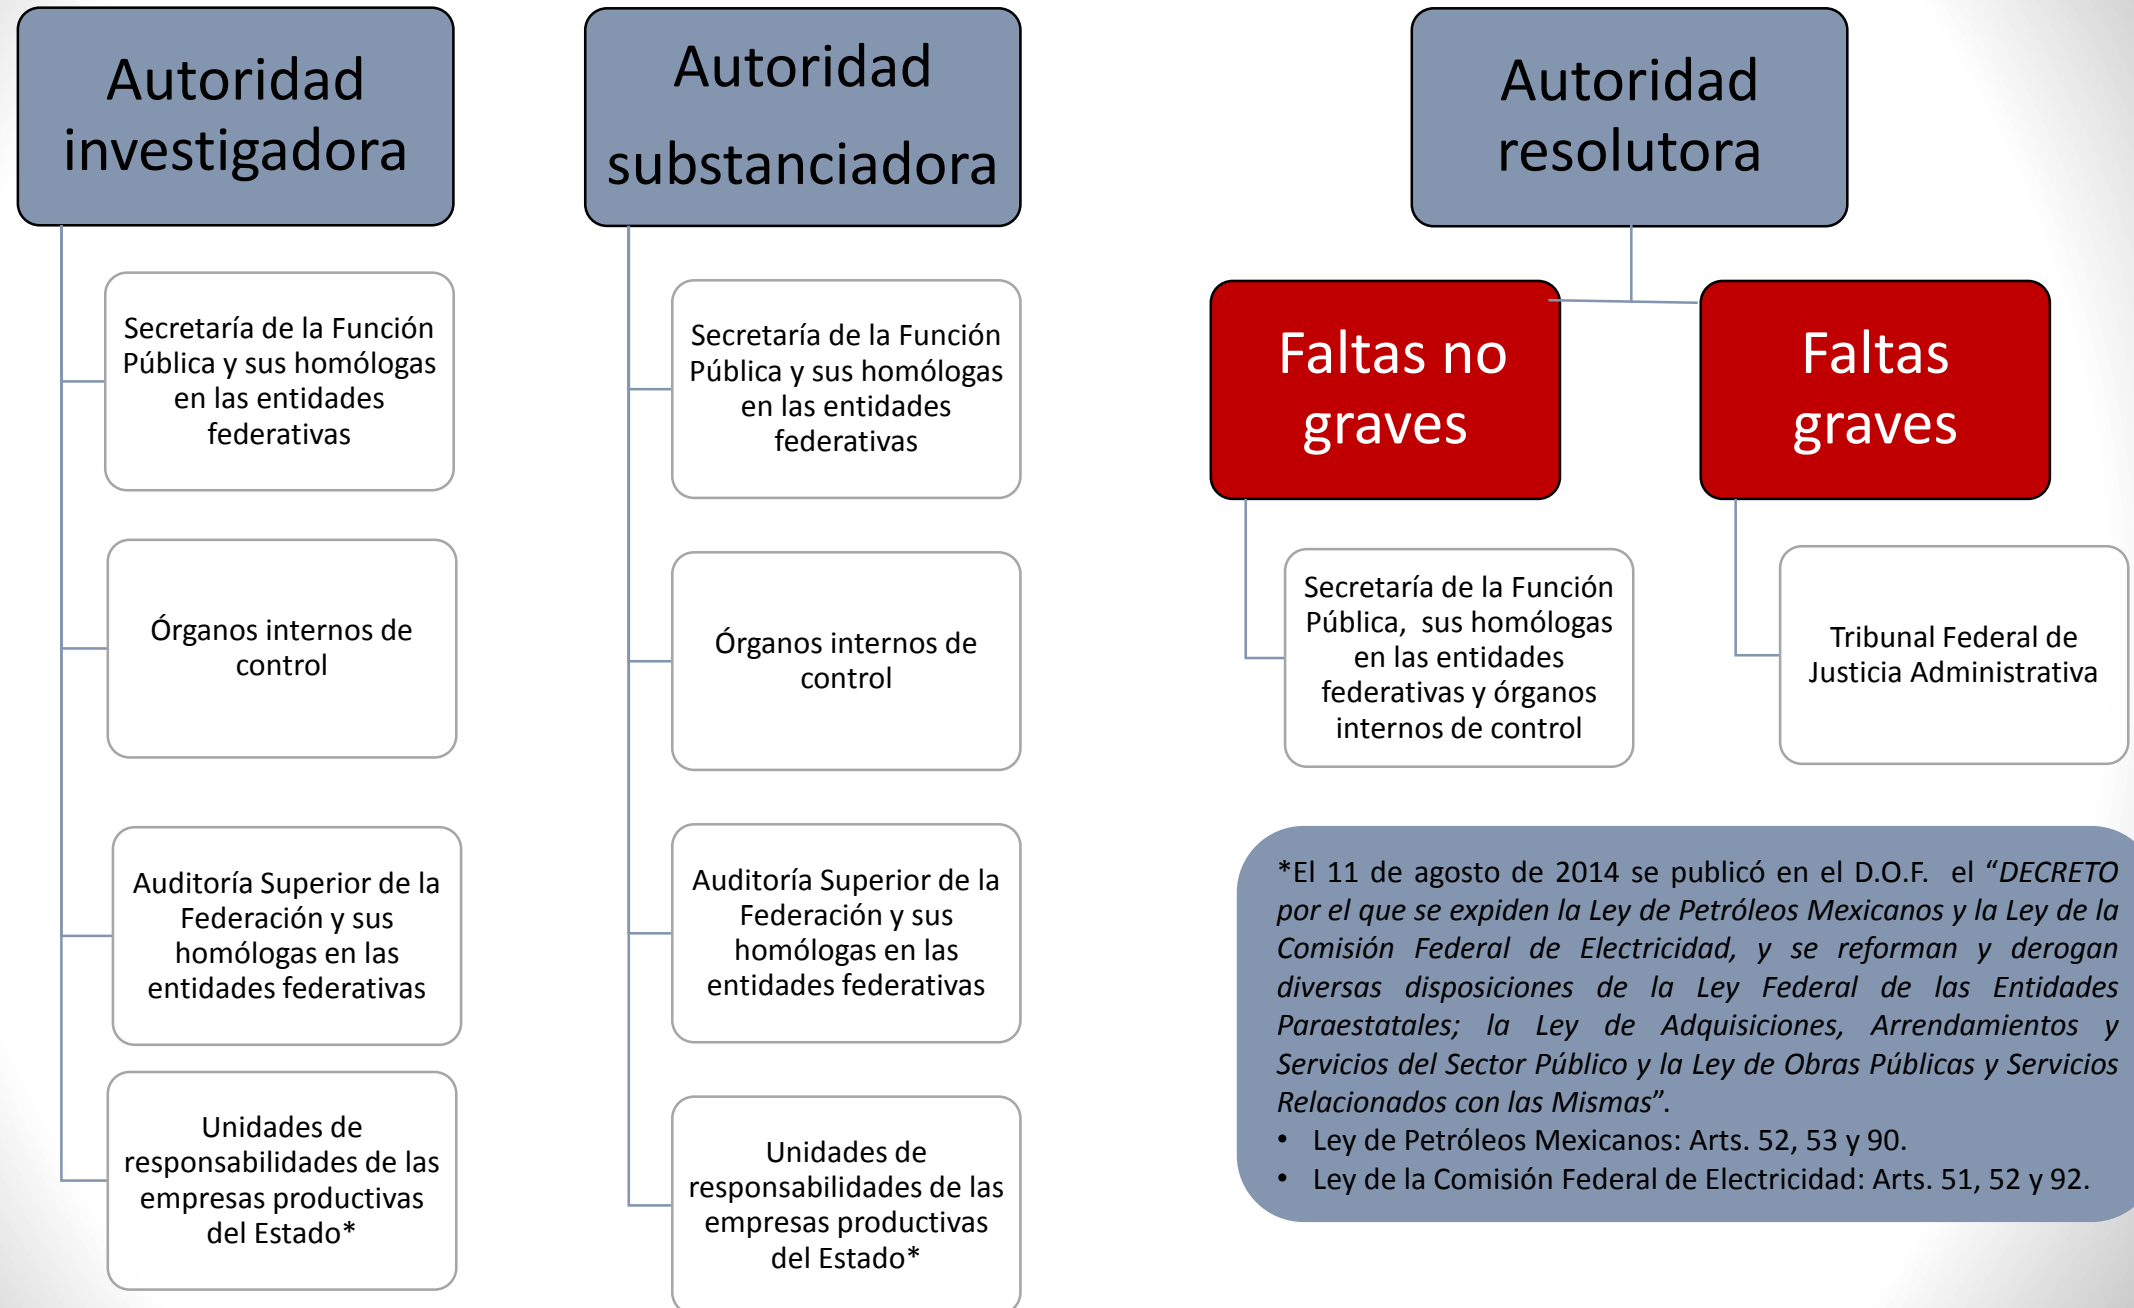 Autoridad
investigadora
Secretaría de la Función
Pública y sus homólogas
en las entidades
federativas
Órganos internos de
control
Auditoría Superior de la
Federación y sus
homólogas en las
entidades federativas
Unidades de
responsabilidades de las
empresas productivas
del Estado*
Autoridad
substanciadora
Secretaría de la Función
Pública y sus homólogas
en las entidades
federativas
Órganos internos de
control
Auditoría Superior de la
Federación y sus
homólogas en las
entidades federativas
Unidades de
responsabilidades de las
empresas productivas
del Estado*
Autoridad
resolutora
Faltas no
graves
Secretaría de la Función
Pública, sus homólogas
en las entidades
federativas y órganos
internos de control
Faltas
graves
Tribunal Federal de
Justicia Administrativa
*El 11 de agosto de 2014 se publicó en el D.O.F. el “DECRETO
por el que se expiden la Ley de Petróleos Mexicanos y la Ley de la
Comisión Federal de Electricidad, y se reforman y derogan
diversas disposiciones de la Ley Federal de las Entidades
Paraestatales; la Ley de Adquisiciones, Arrendamientos y
Servicios del Sector Público y la Ley de Obras Públicas y Servicios
Relacionados con las Mismas”.
• Ley de Petróleos Mexicanos: Arts. 52, 53 y 90.
• Ley de la Comisión Federal de Electricidad: Arts. 51, 52 y 92.